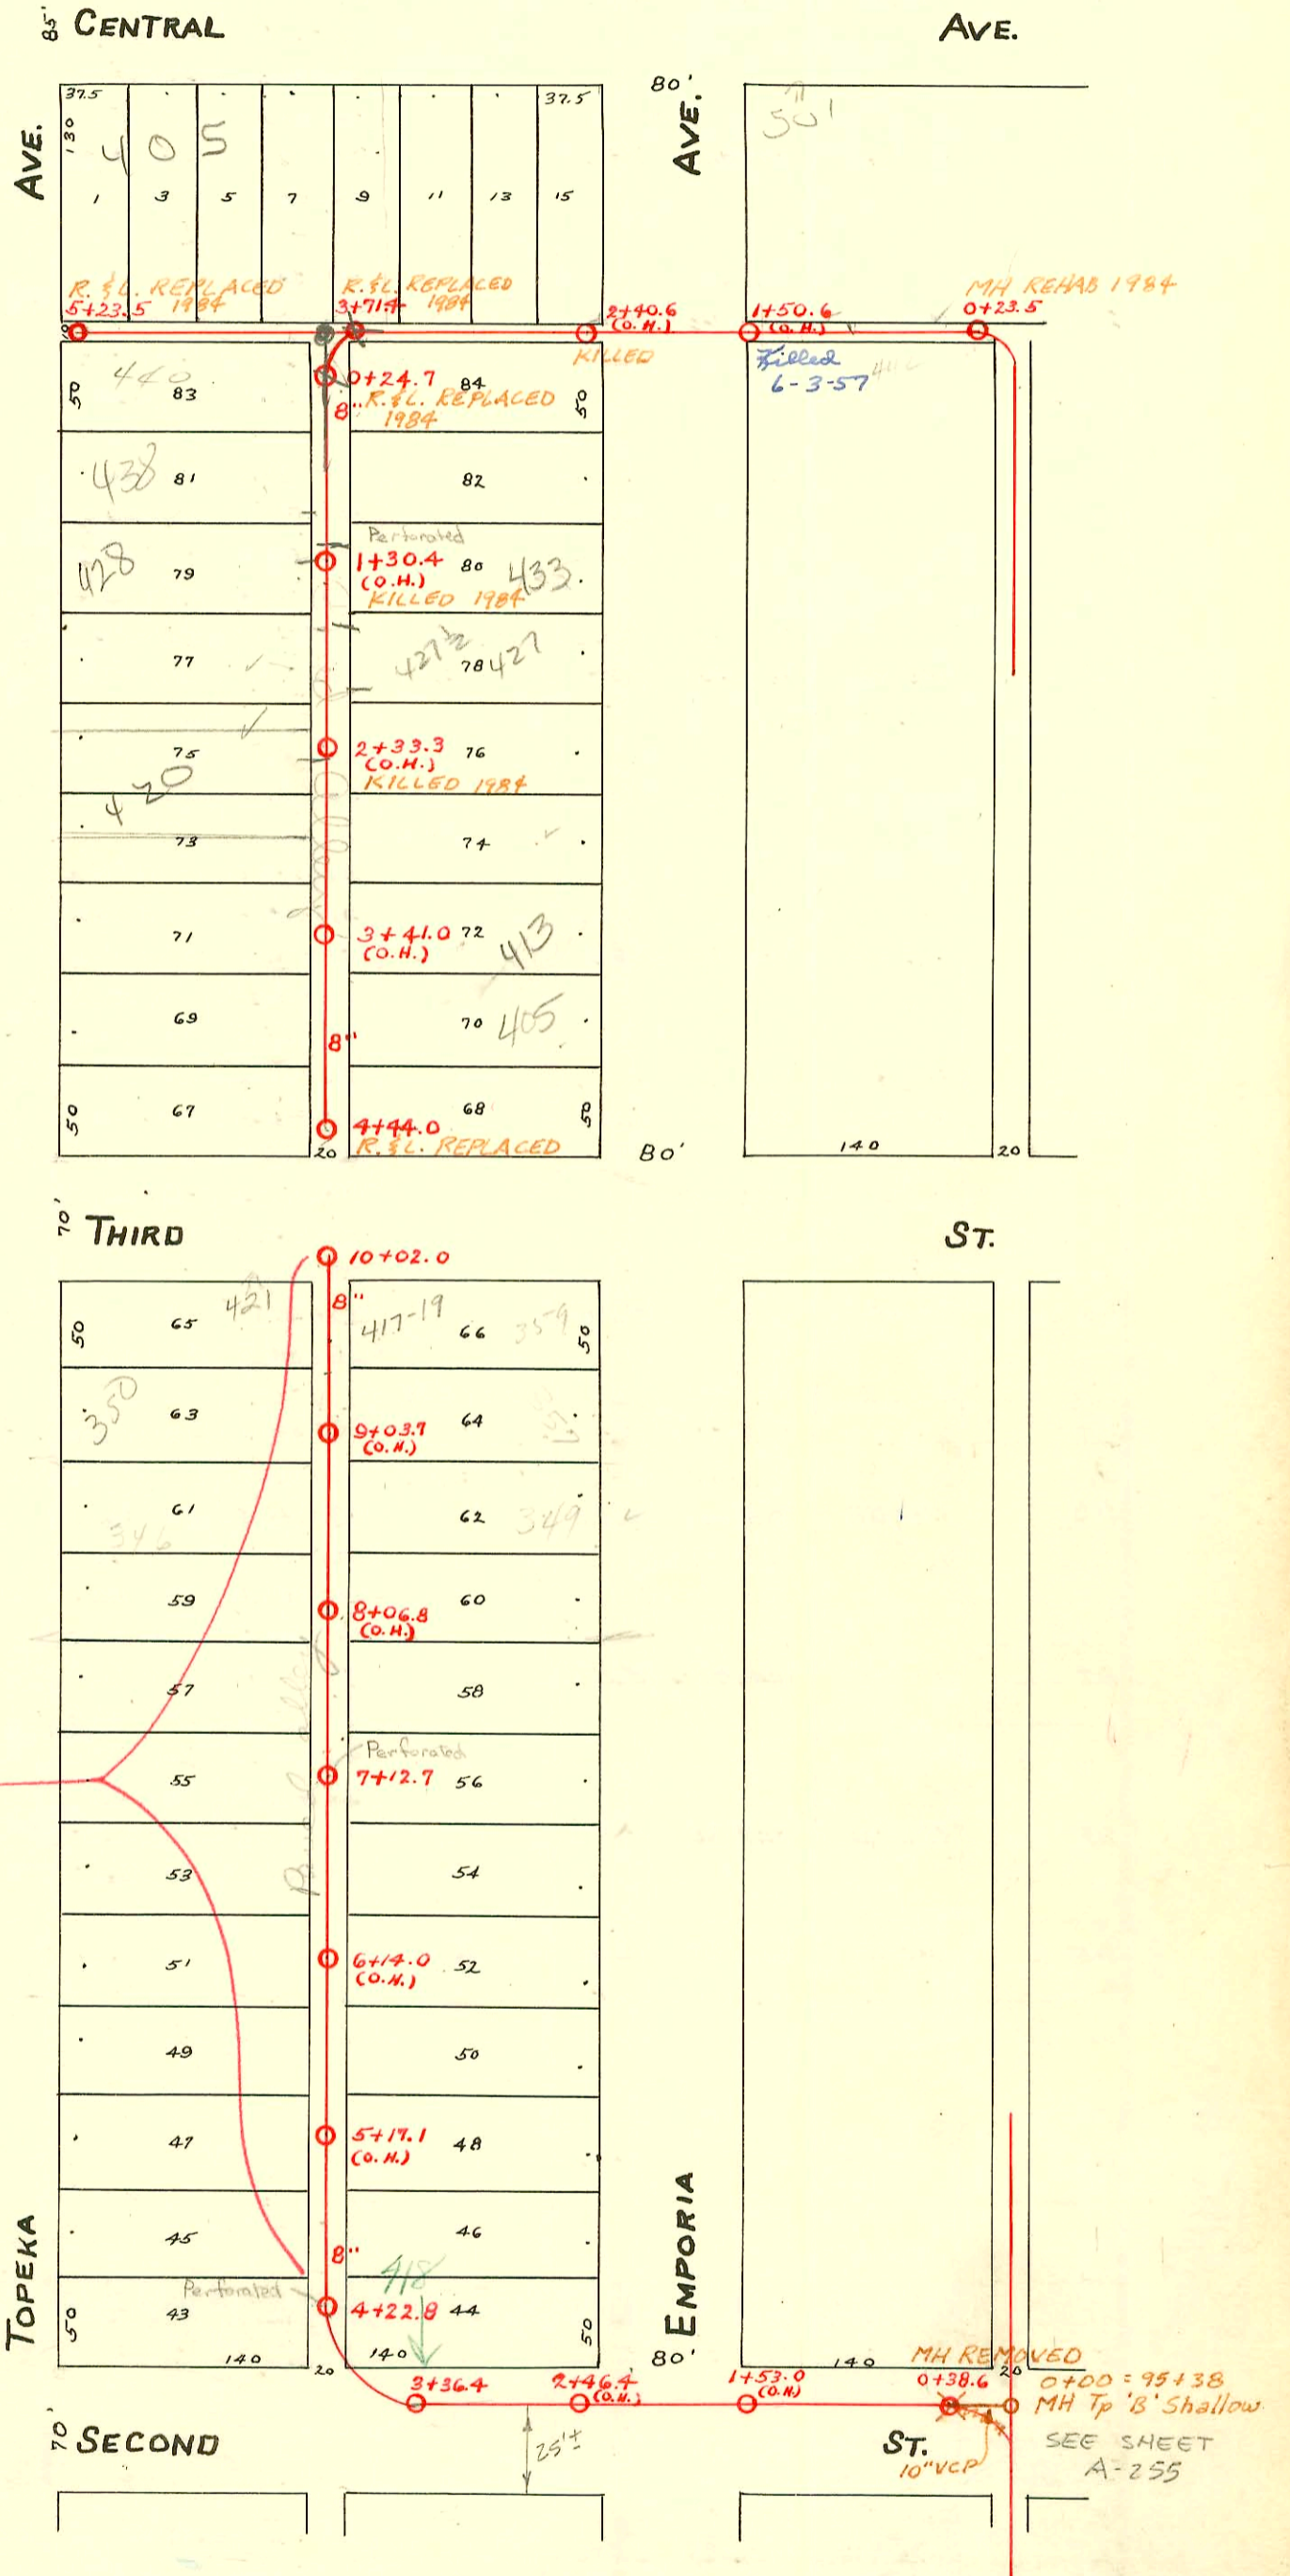 85' CENTRAL AVE.
80'
37.5 37.5
130
AVE.
AVE.
405
501
1 3 5 7 9 11 13 15
R. & L. REPLACED 1984
5+23.5
R. & L. REPLACED 1984
3+71.4
2+40.6
(O.H.)
KILLED
1+50.6
(O.H.)
Killed
6-3-57
MH REHAB 1984
0+23.5
440
50 83
0+24.7 84 50
8" R. & L. REPLACED
1984
438 81 82
Perforated
428 79
1+30.4 80 433
(O.H.)
KILLED 1984
77 427½ 78 427
75
2+33.3 76
(O.H.)
KILLED 1984
420
73 74
71
3+41.0 72 413
(O.H.)
69 70 405
8"
50 67 68 50
4+44.0
20 R. & L. REPLACED
80'
140 20
70' THIRD ST.
10+02.0
8"
50 65 421 417-19 66 359 50
350 63 64
9+03.7
(O.H.)
61 62 349
346
59 60
8+06.8
(O.H.)
57 58
Perforated
55 7+12.7 56
53 54
51 6+14.0 52
(O.H.)
49 50
47 5+17.1 48
(O.H.)
45 46
8"
418
Perforated
50 43 4+22.8 44 50
TOPEKA
EMPORIA
140 20 140 80' 140 20
MH REMOVED
3+36.4
2+46.4
(O.H.)
1+53.0
(O.H.)
0+38.6
0+00 = 95+38
MH Tp 'B' Shallow
70' SECOND ST.
25'±
10" VCP
SEE SHEET
A-255